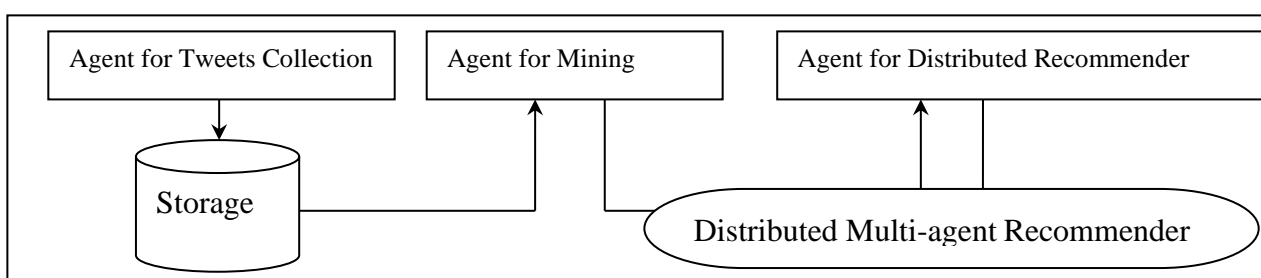 Agent for Tweets Collection
Agent for Mining
Agent for Distributed Recommender
Storage
Distributed Multi-agent Recommender